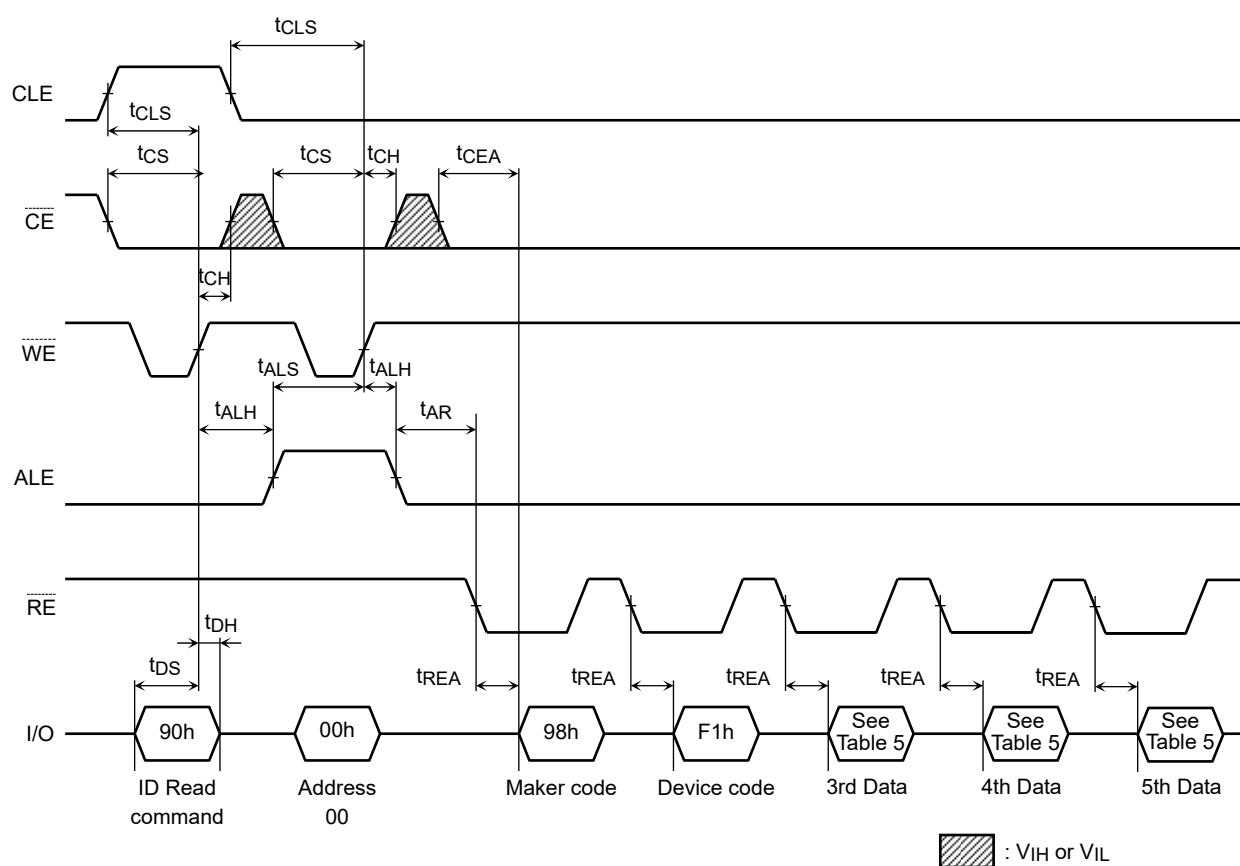 tCLS
CLE
tCLS
tCS
tCS
tCH
tCEA
CE
tCH
WE
tALS
tALH
tALH
tAR
ALE
RE
tDH
tDS
tREA
tREA
tREA
tREA
tREA
I/O
90h
00h
98h
F1h
See
Table 5
See
Table 5
See
Table 5
ID Read
command
Address
00
Maker code
Device code
3rd Data
4th Data
5th Data
: VIH or VIL